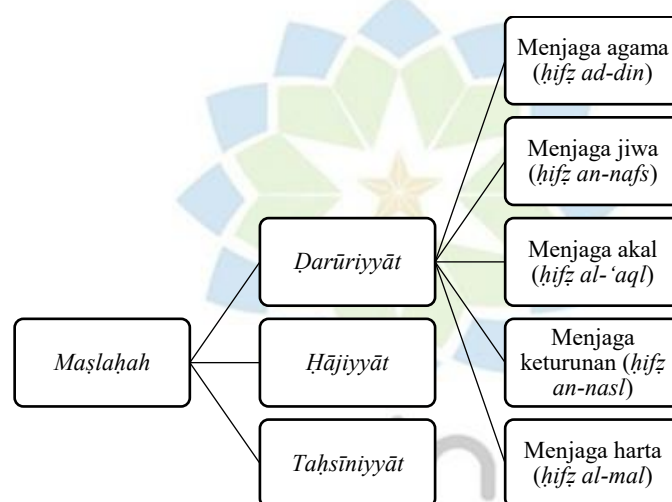 Maṣlaḥah
Ḍarūriyyāt
Ḥājiyyāt
Taḥsīniyyāt
Menjaga agama
(ḥifẓ ad-din)
Menjaga jiwa
(ḥifẓ an-nafs)
Menjaga akal
(ḥifẓ al-‘aql)
Menjaga
keturunan (ḥifẓ
an-nasl)
Menjaga harta
(ḥifẓ al-mal)